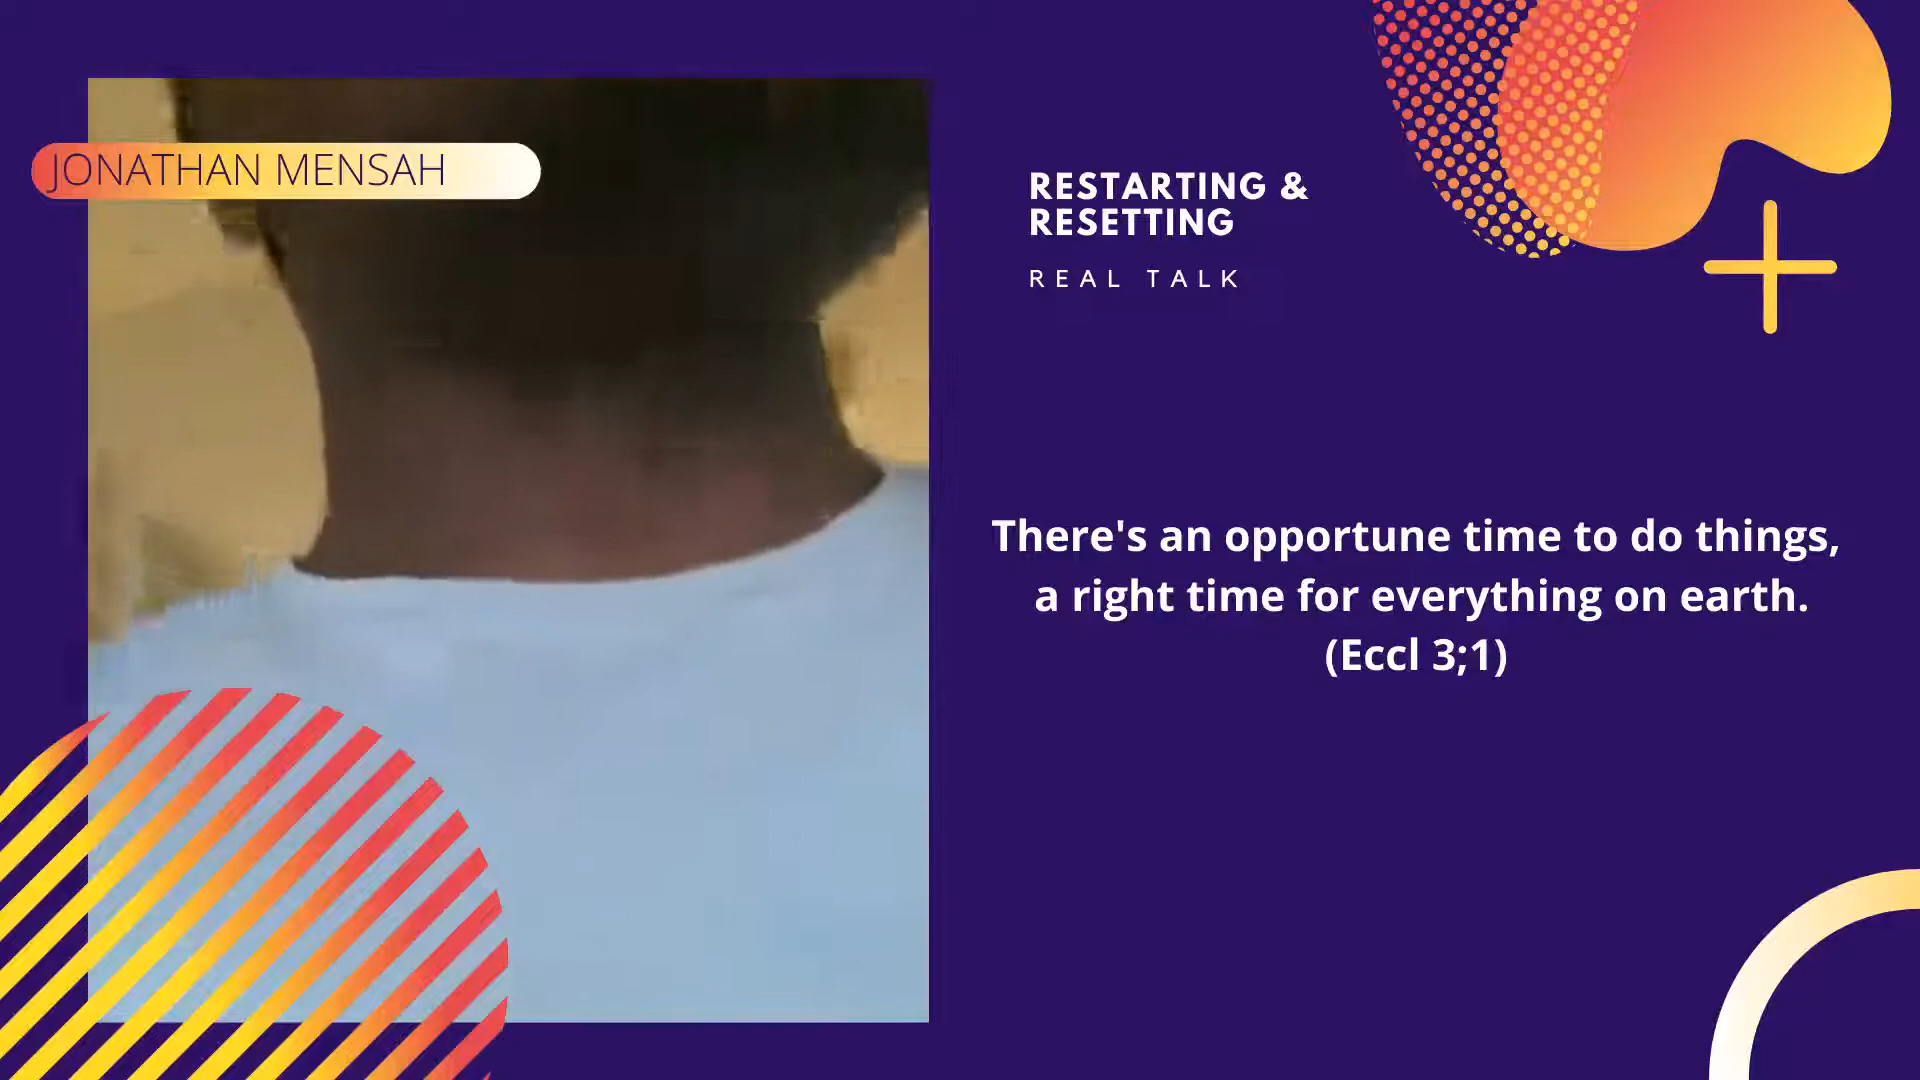 JONATHAN MENSAH
RESTARTING &
RESETTING
REAL TALK
There's an opportune time to do things,
a right time for everything on earth.
(Eccl 3;1)